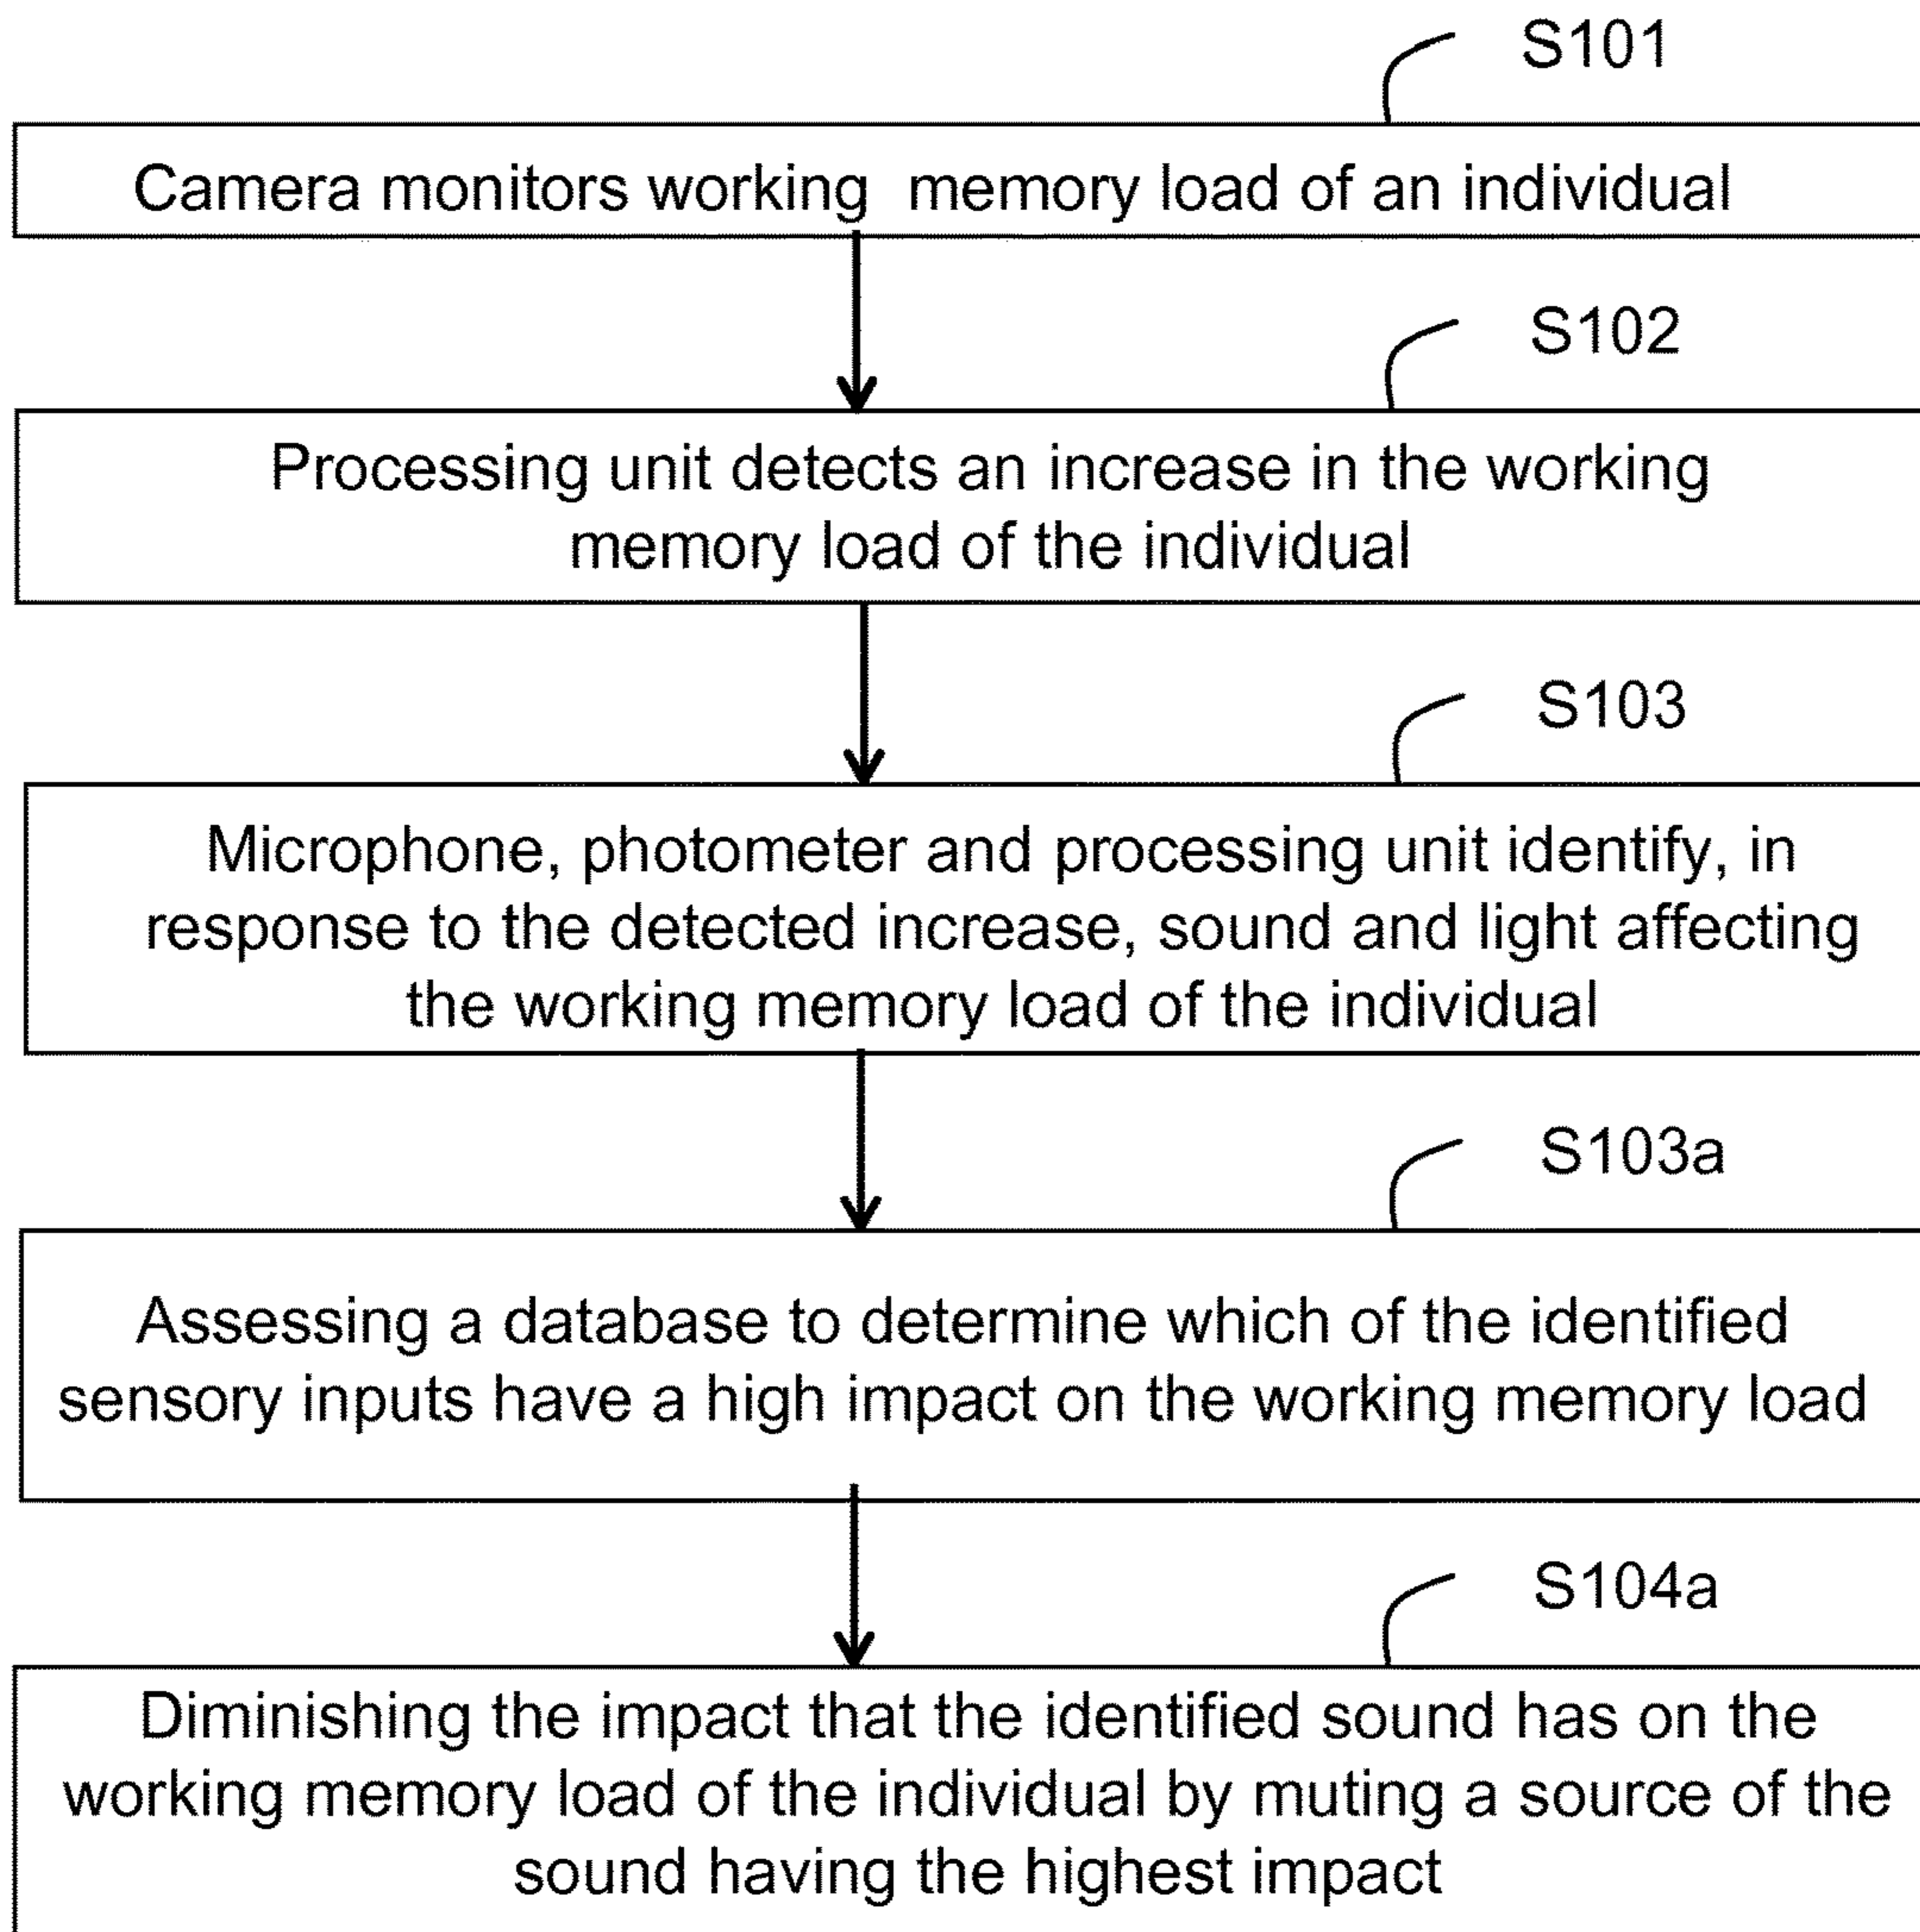 S101
Camera monitors working memory load of an individual
S102
Processing unit detects an increase in the working
memory load of the individual
S103
Microphone, photometer and processing unit identify, in
response to the detected increase, sound and light affecting
the working memory load of the individual
S103a
Assessing a database to determine which of the identified
sensory inputs have a high impact on the working memory load
S104a
Diminishing the impact that the identified sound has on the
working memory load of the individual by muting a source of the
sound having the highest impact